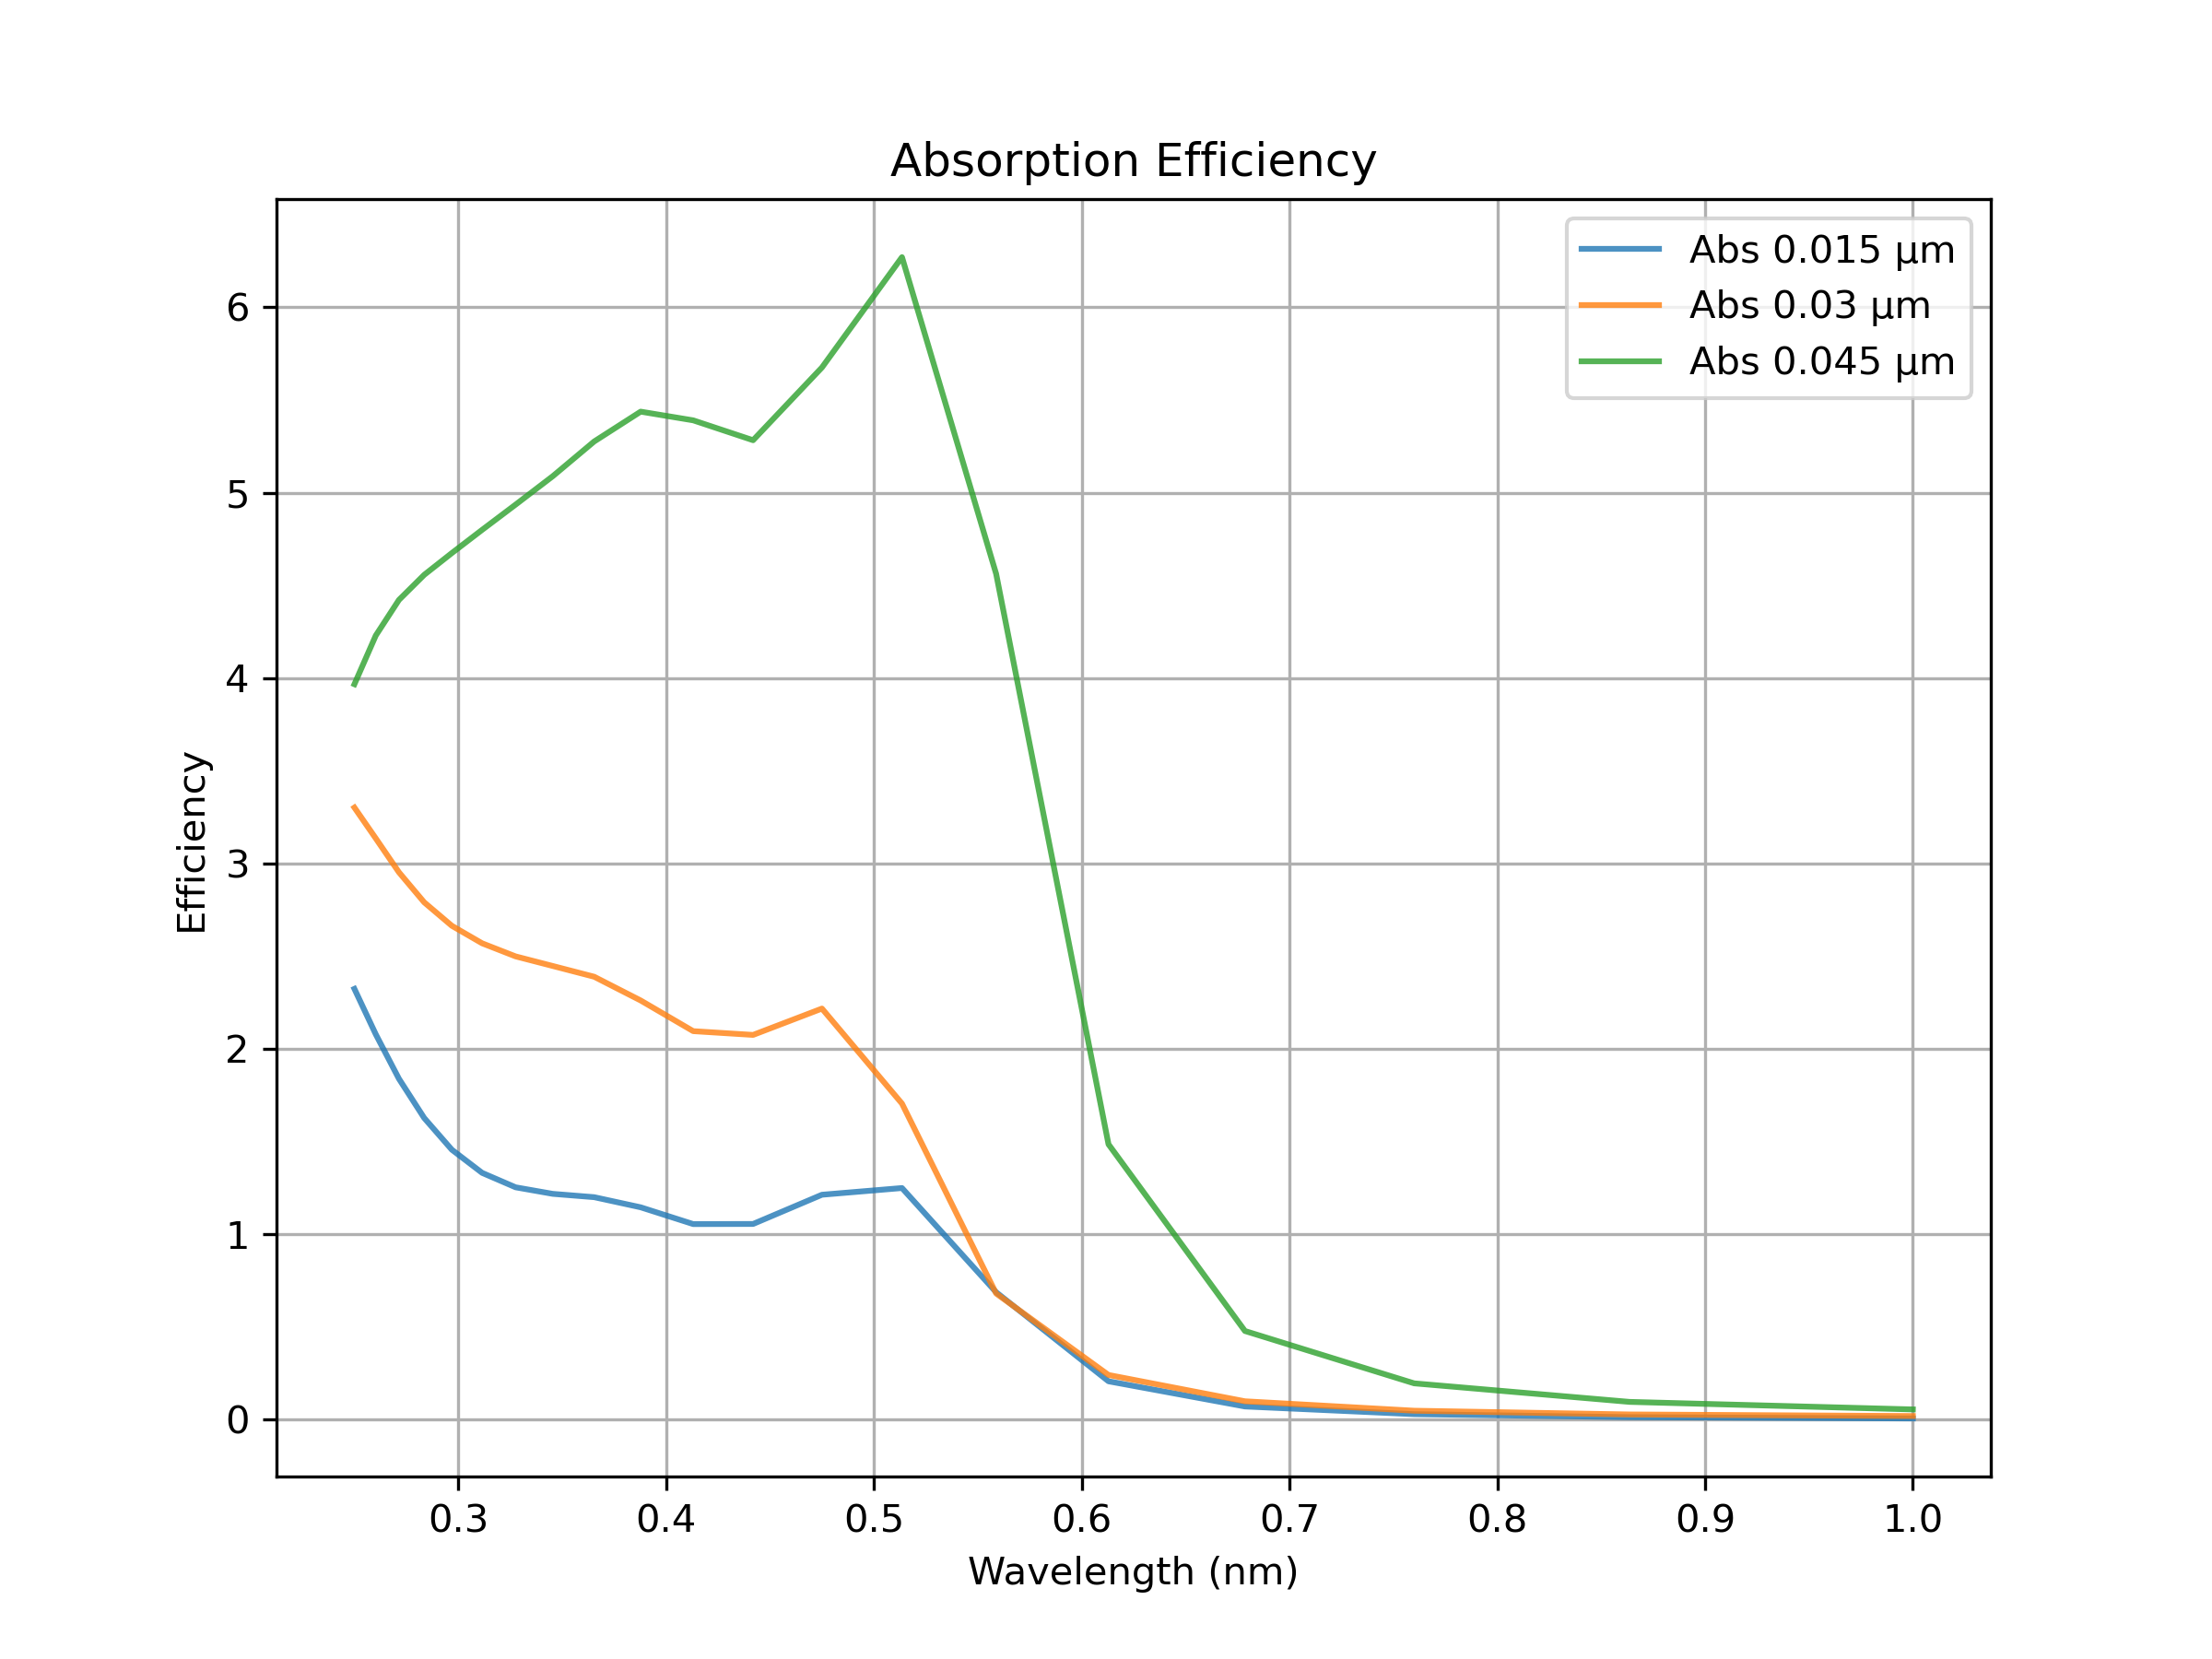 Absorption Efficiency
Abs 0.015 µm
Abs 0.03 µm
Abs 0.045 µm
Efficiency
6
5
4
3
2
1
0
0.3 0.4 0.5 0.6 0.7 0.8 0.9 1.0
Wavelength (nm)